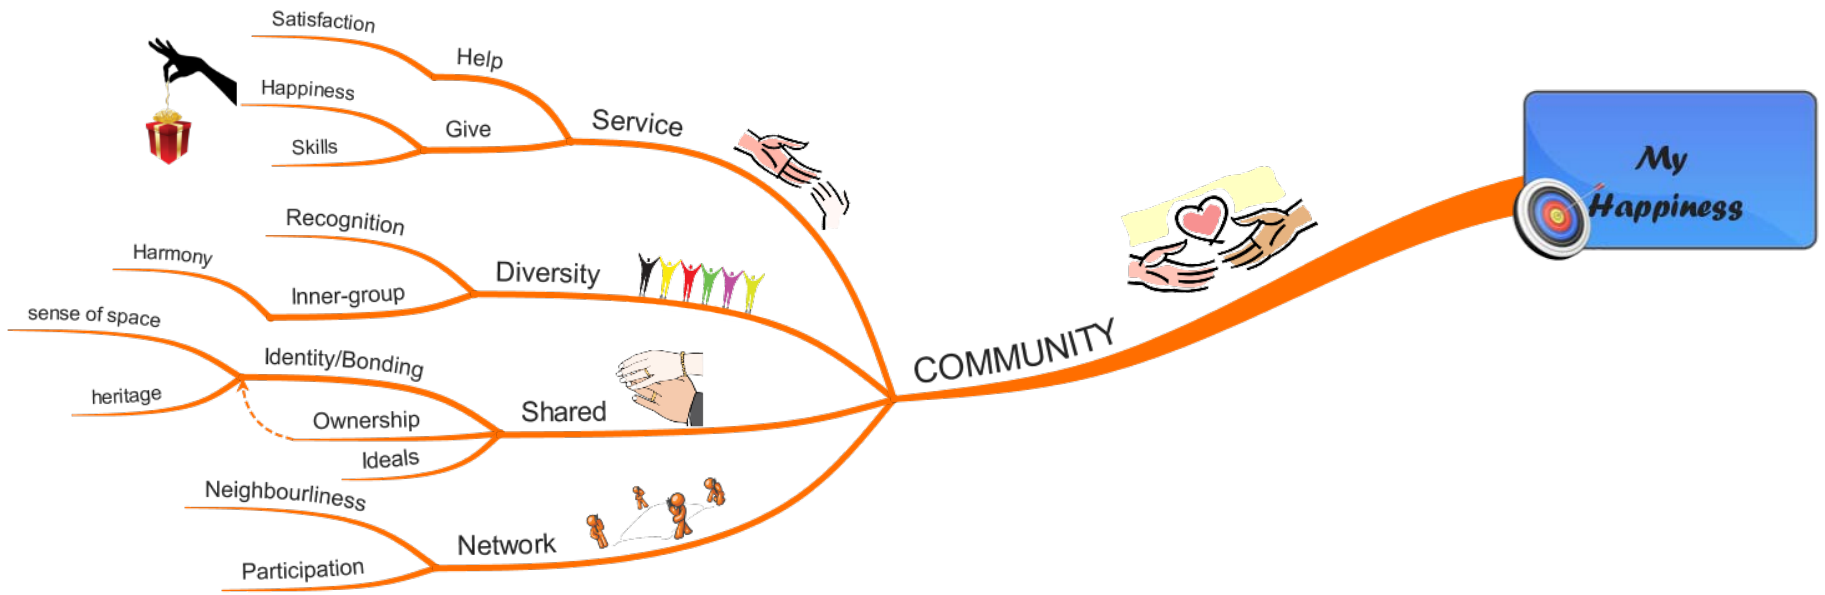 Satisfaction
Help
Happiness
Give
Skills
Service
Recognition
Harmony
Diversity
Inner-group
sense of space
Identity/Bonding
heritage
Ownership
Shared
Ideals
Neighbourliness
Network
Participation
COMMUNITY
My
Happiness